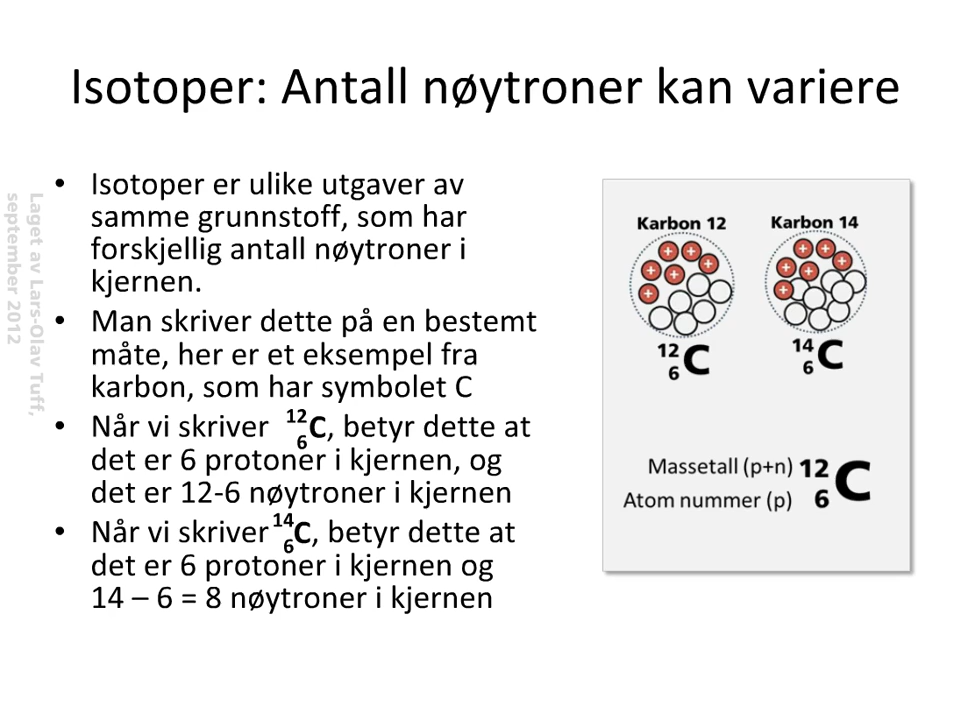 Isotoper: Antall nøytroner kan variere
Laget av Lars-Olav Tuff,
september 2012
• Isotoper er ulike utgaver av
samme grunnstoff, som har
forskjellig antall nøytroner i
kjernen.
• Man skriver dette på en bestemt
måte, her er et eksempel fra
karbon, som har symbolet C
• Når vi skriver ¹²₆C, betyr dette at
det er 6 protoner i kjernen, og
det er 12-6 nøytroner i kjernen
• Når vi skriver ¹⁴₆C, betyr dette at
det er 6 protoner i kjernen og
14 – 6 = 8 nøytroner i kjernen
Karbon 12
+ + + + + +
¹²₆C
Karbon 14
+ + + + + +
¹⁴₆C
Massetall (p+n) 12
Atom nummer (p) 6 C